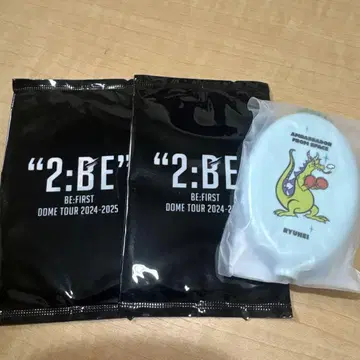 "2:BE"
BE:FIRST
DOME TOUR 2024-2025
"2:BE
BE:FIRST
DOME TOUR 2024-2025
AMBASSADOR
FROM SPACE
RYUHEI